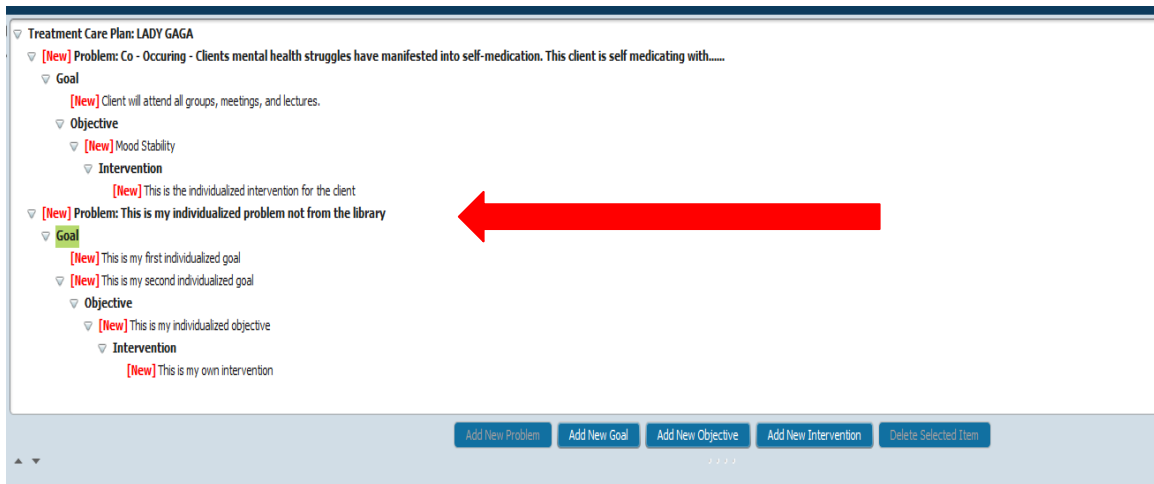 Treatment Care Plan: LADY GAGA
[New] Problem: Co - Occuring - Clients mental health struggles have manifested into self-medication. This client is self medicating with......
Goal
[New] Client will attend all groups, meetings, and lectures.
Objective
[New] Mood Stability
Intervention
[New] This is the individualized intervention for the client
[New] Problem: This is my individualized problem not from the library
Goal
[New] This is my first individualized goal
[New] This is my second individualized goal
Objective
[New] This is my individualized objective
Intervention
[New] This is my own intervention
Add New Problem Add New Goal Add New Objective Add New Intervention Delete Selected Item